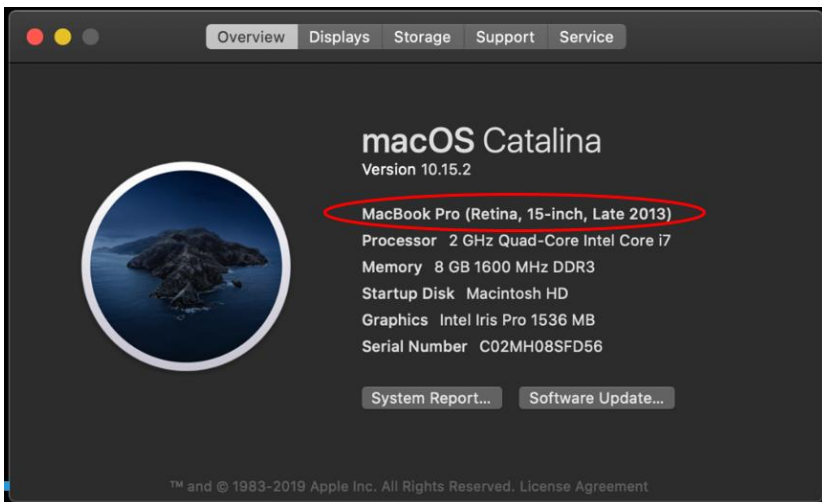 Overview Displays Storage Support Service
macOS Catalina
Version 10.15.2
MacBook Pro (Retina, 15-inch, Late 2013)
Processor 2 GHz Quad-Core Intel Core i7
Memory 8 GB 1600 MHz DDR3
Startup Disk Macintosh HD
Graphics Intel Iris Pro 1536 MB
Serial Number C02MH08SFD56
System Report... Software Update...
™ and © 1983-2019 Apple Inc. All Rights Reserved. License Agreement